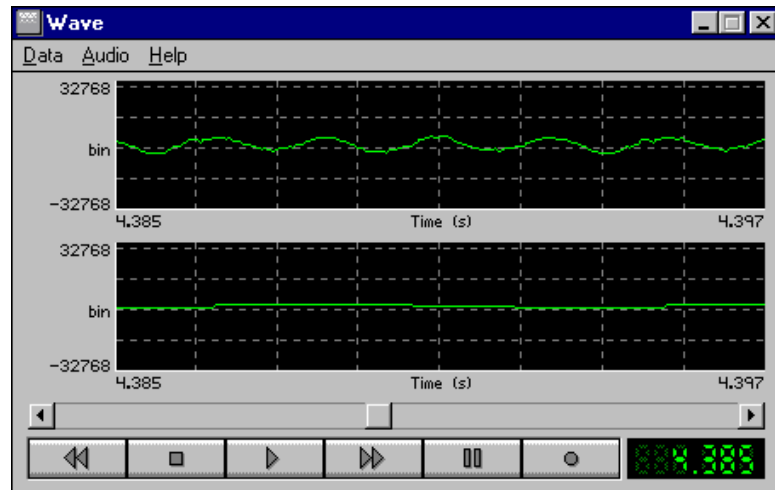 Wave
Data Audio Help
32768
bin
-32768
4.385 Time (s) 4.397
32768
bin
-32768
4.385 Time (s) 4.397
4.385